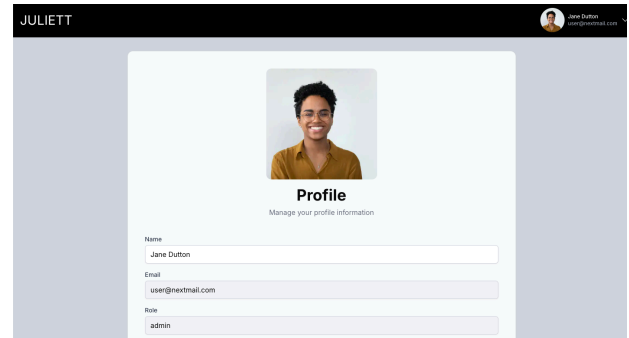 JULIETT
Jane Dutton
user@nextmail.com
Profile
Manage your profile information
Name
Jane Dutton
Email
user@nextmail.com
Role
admin